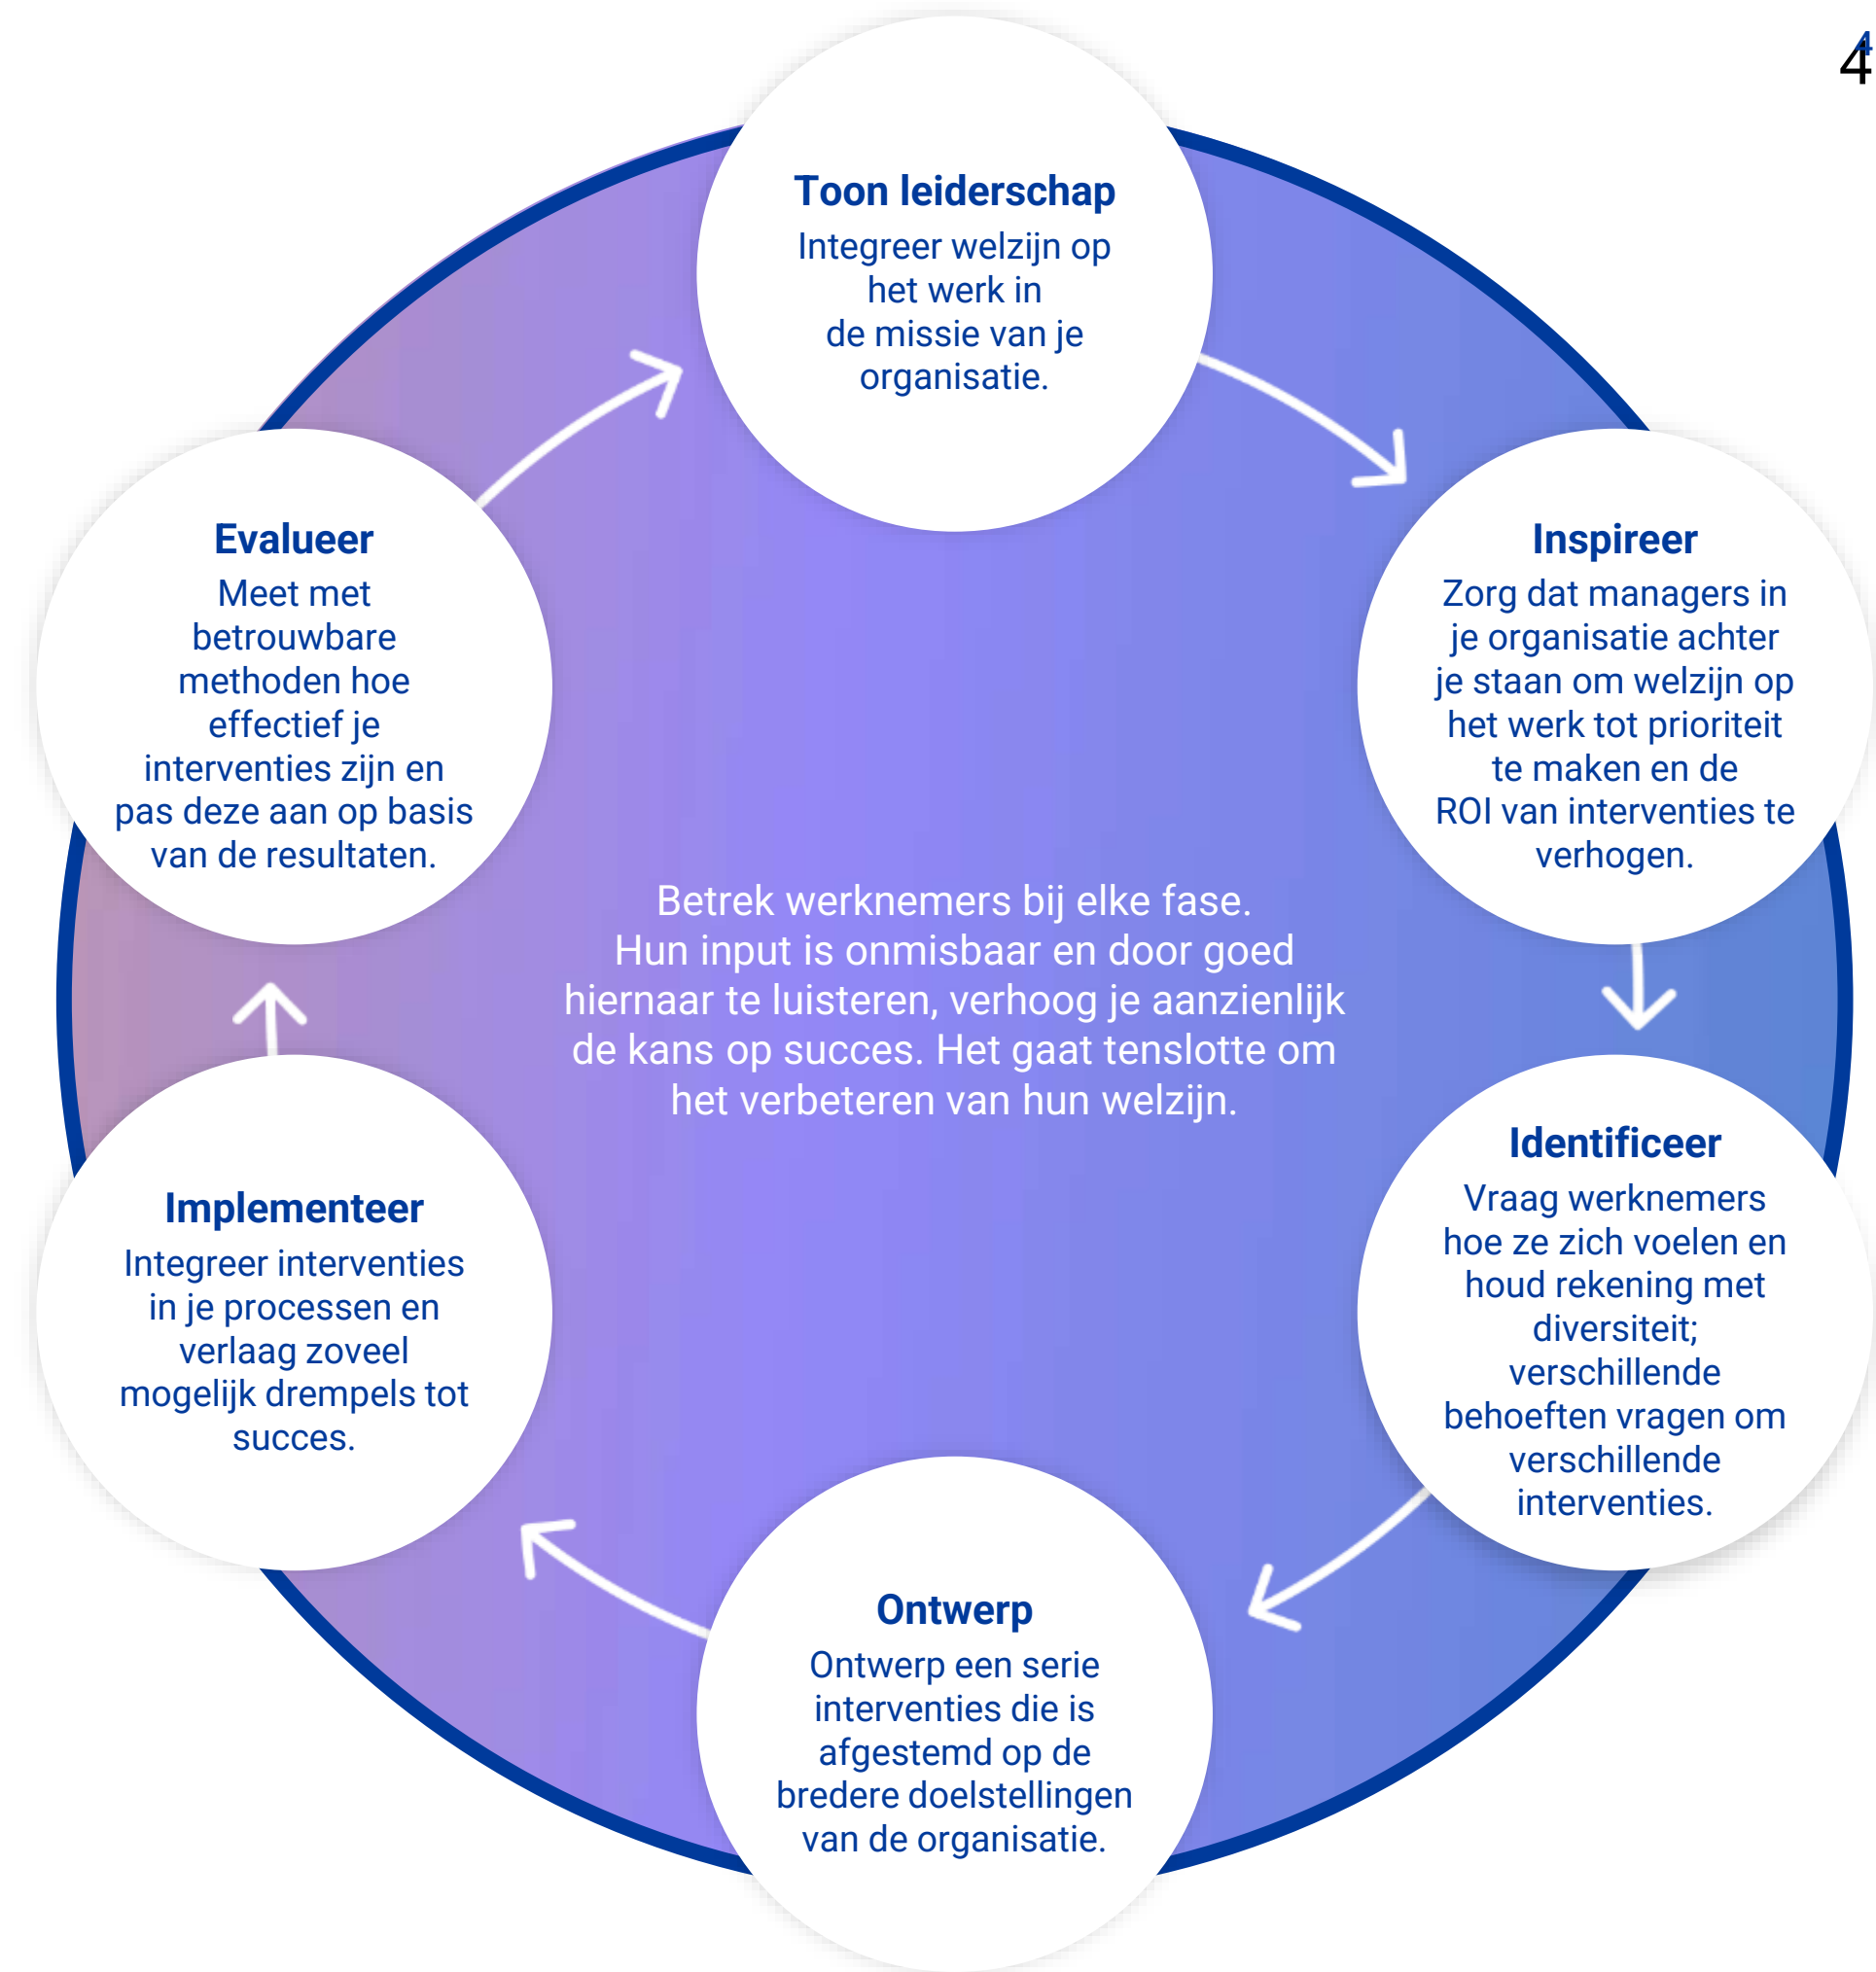 4
4
Toon leiderschap
Integreer welzijn op
het werk in
de missie van je
organisatie.
Inspireer
Zorg dat managers in
je organisatie achter
je staan om welzijn op
het werk tot prioriteit
te maken en de
ROI van interventies te
verhogen.
Identificeer
Vraag werknemers
hoe ze zich voelen en
houd rekening met
diversiteit;
verschillende
behoeften vragen om
verschillende
interventies.
Ontwerp
Ontwerp een serie
interventies die is
afgestemd op de
bredere doelstellingen
van de organisatie.
Implementeer
Integreer interventies
in je processen en
verlaag zoveel
mogelijk drempels tot
succes.
Evalueer
Meet met
betrouwbare
methoden hoe
effectief je
interventies zijn en
pas deze aan op basis
van de resultaten.
Betrek werknemers bij elke fase.
Hun input is onmisbaar en door goed
hiernaar te luisteren, verhoog je aanzienlijk
de kans op succes. Het gaat tenslotte om
het verbeteren van hun welzijn.